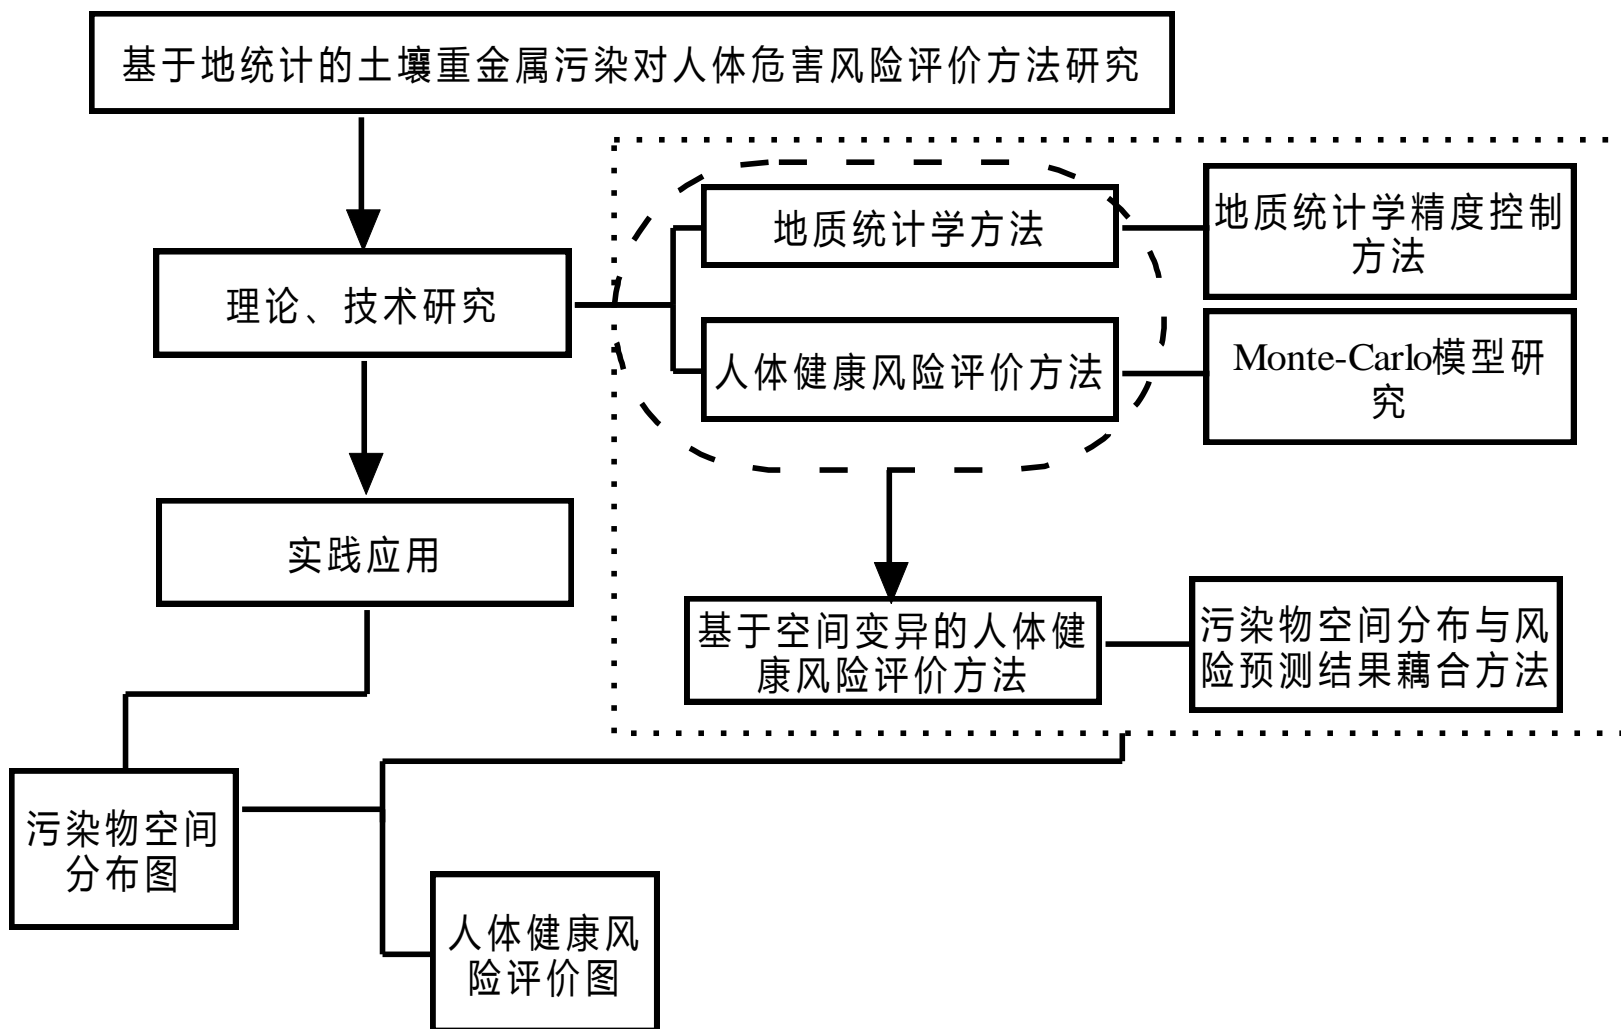 基于地统计的土壤重金属污染对人体危害风险评价方法研究
地质统计学方法
地质统计学精度控制
方法
理论、技术研究
人体健康风险评价方法
Monte-Carlo模型研
究
实践应用
基于空间变异的人体健
康风险评价方法
污染物空间分布与风
险预测结果藕合方法
污染物空间
分布图
人体健康风
险评价图